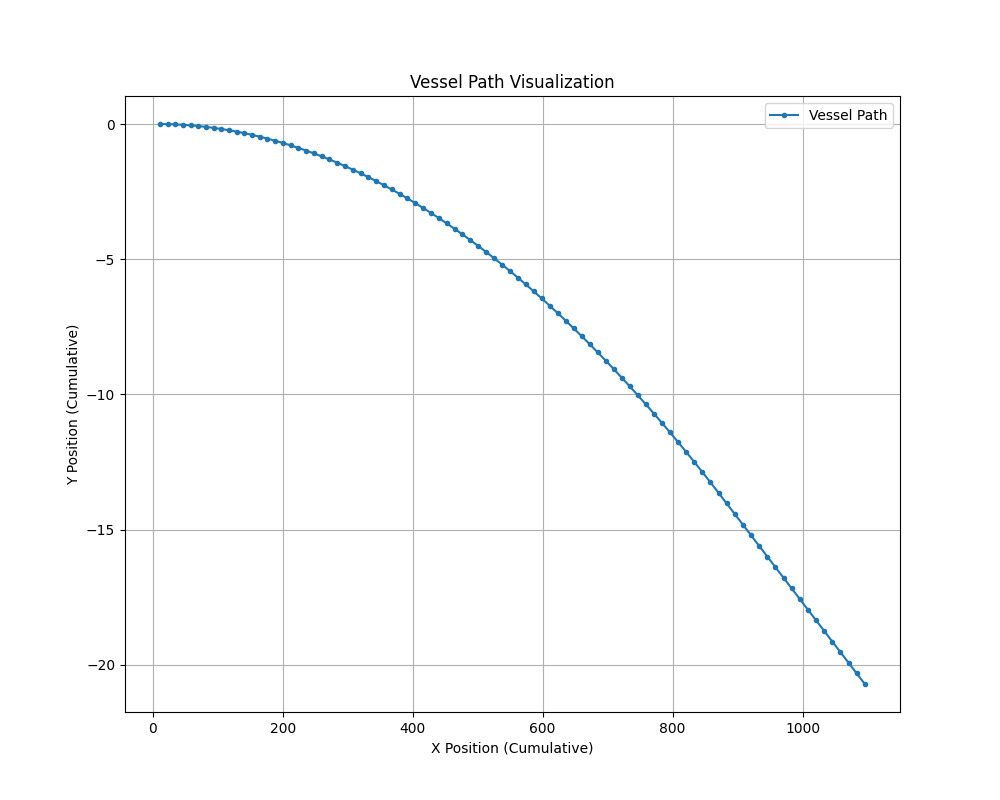 Vessel Path Visualization
Vessel Path
0
−5
−10
−15
−20
Y Position (Cumulative)
0 200 400 600 800 1000
X Position (Cumulative)